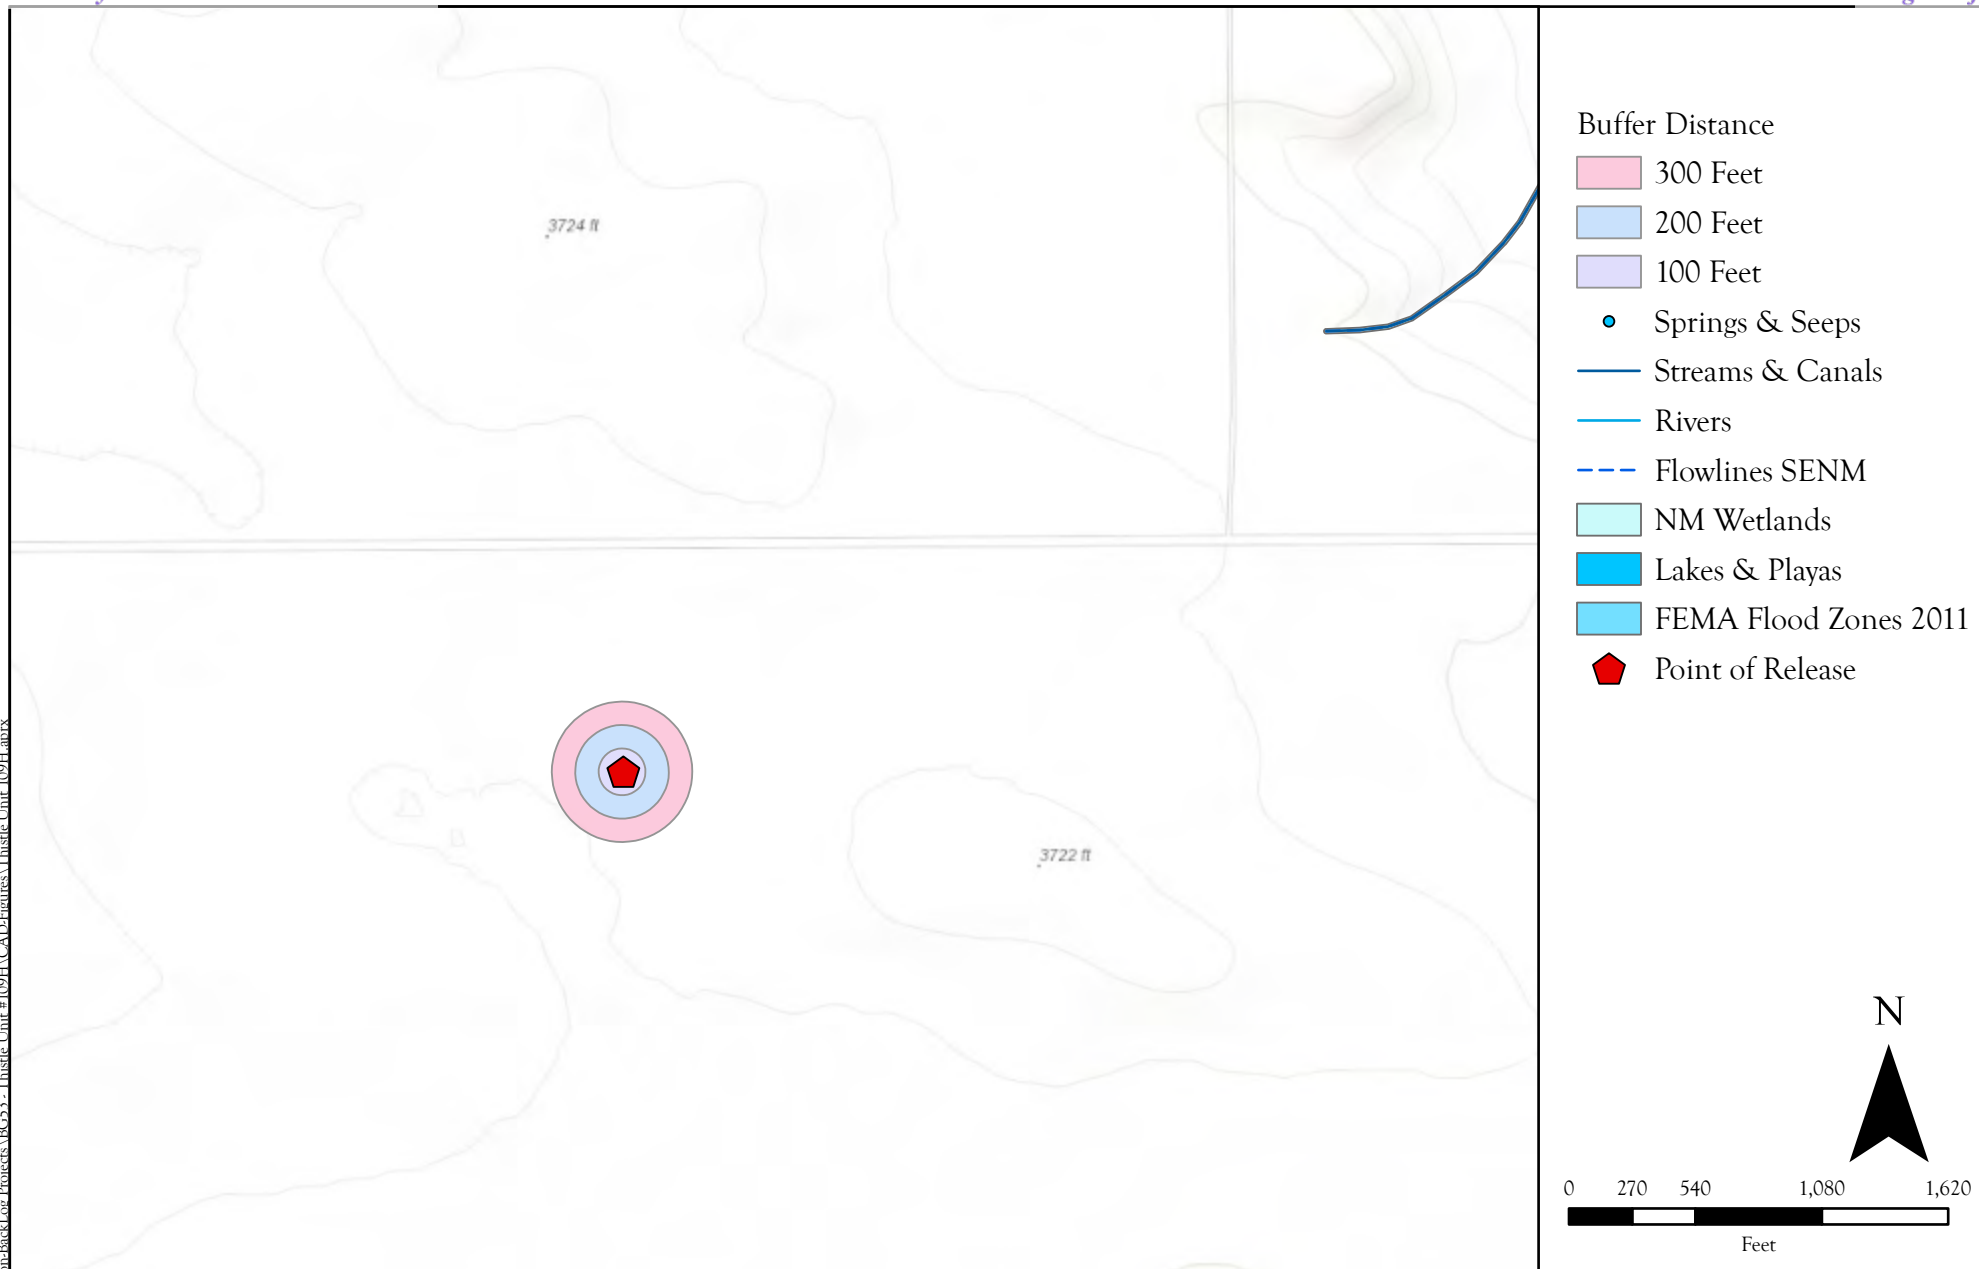 3724 ft
3722 ft
Buffer Distance
300 Feet
200 Feet
100 Feet
Springs & Seeps
Streams & Canals
Rivers
Flowlines SENM
NM Wetlands
Lakes & Playas
FEMA Flood Zones 2011
Point of Release
N
0 270 540 1,080 1,620
Feet